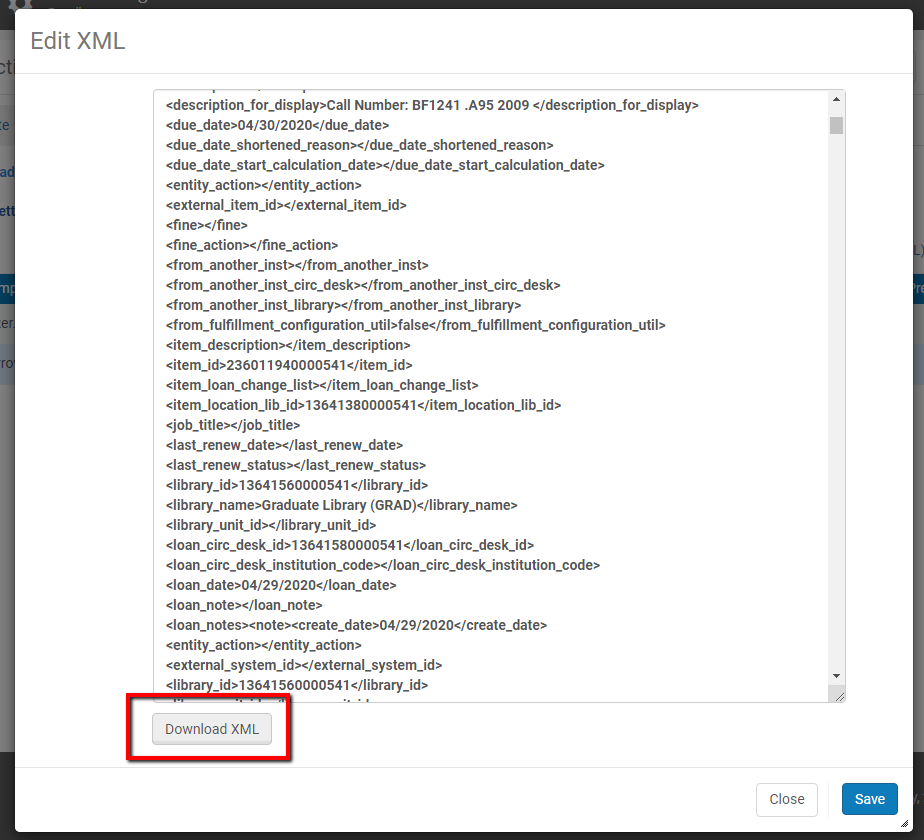 Edit XML
<description_for_display>Call Number: BF1241 .A95 2009 </description_for_display>
<due_date>04/30/2020</due_date>
<due_date_shortened_reason></due_date_shortened_reason>
<due_date_start_calculation_date></due_date_start_calculation_date>
<entity_action></entity_action>
<external_item_id></external_item_id>
<fine></fine>
<fine_action></fine_action>
<from_another_inst></from_another_inst>
<from_another_inst_circ_desk></from_another_inst_circ_desk>
<from_another_inst_library></from_another_inst_library>
<from_fulfillment_configuration_util>false</from_fulfillment_configuration_util>
<item_description></item_description>
<item_id>236011940000541</item_id>
<item_loan_change_list></item_loan_change_list>
<item_location_lib_id>13641380000541</item_location_lib_id>
<job_title></job_title>
<last_renew_date></last_renew_date>
<last_renew_status></last_renew_status>
<library_id>13641560000541</library_id>
<library_name>Graduate Library (GRAD)</library_name>
<library_unit_id></library_unit_id>
<loan_circ_desk_id>13641580000541</loan_circ_desk_id>
<loan_circ_desk_institution_code></loan_circ_desk_institution_code>
<loan_date>04/29/2020</loan_date>
<loan_note></loan_note>
<loan_notes><note><create_date>04/29/2020</create_date>
<entity_action></entity_action>
<external_system_id></external_system_id>
<library_id>13641560000541</library_id>
Download XML
Close
Save